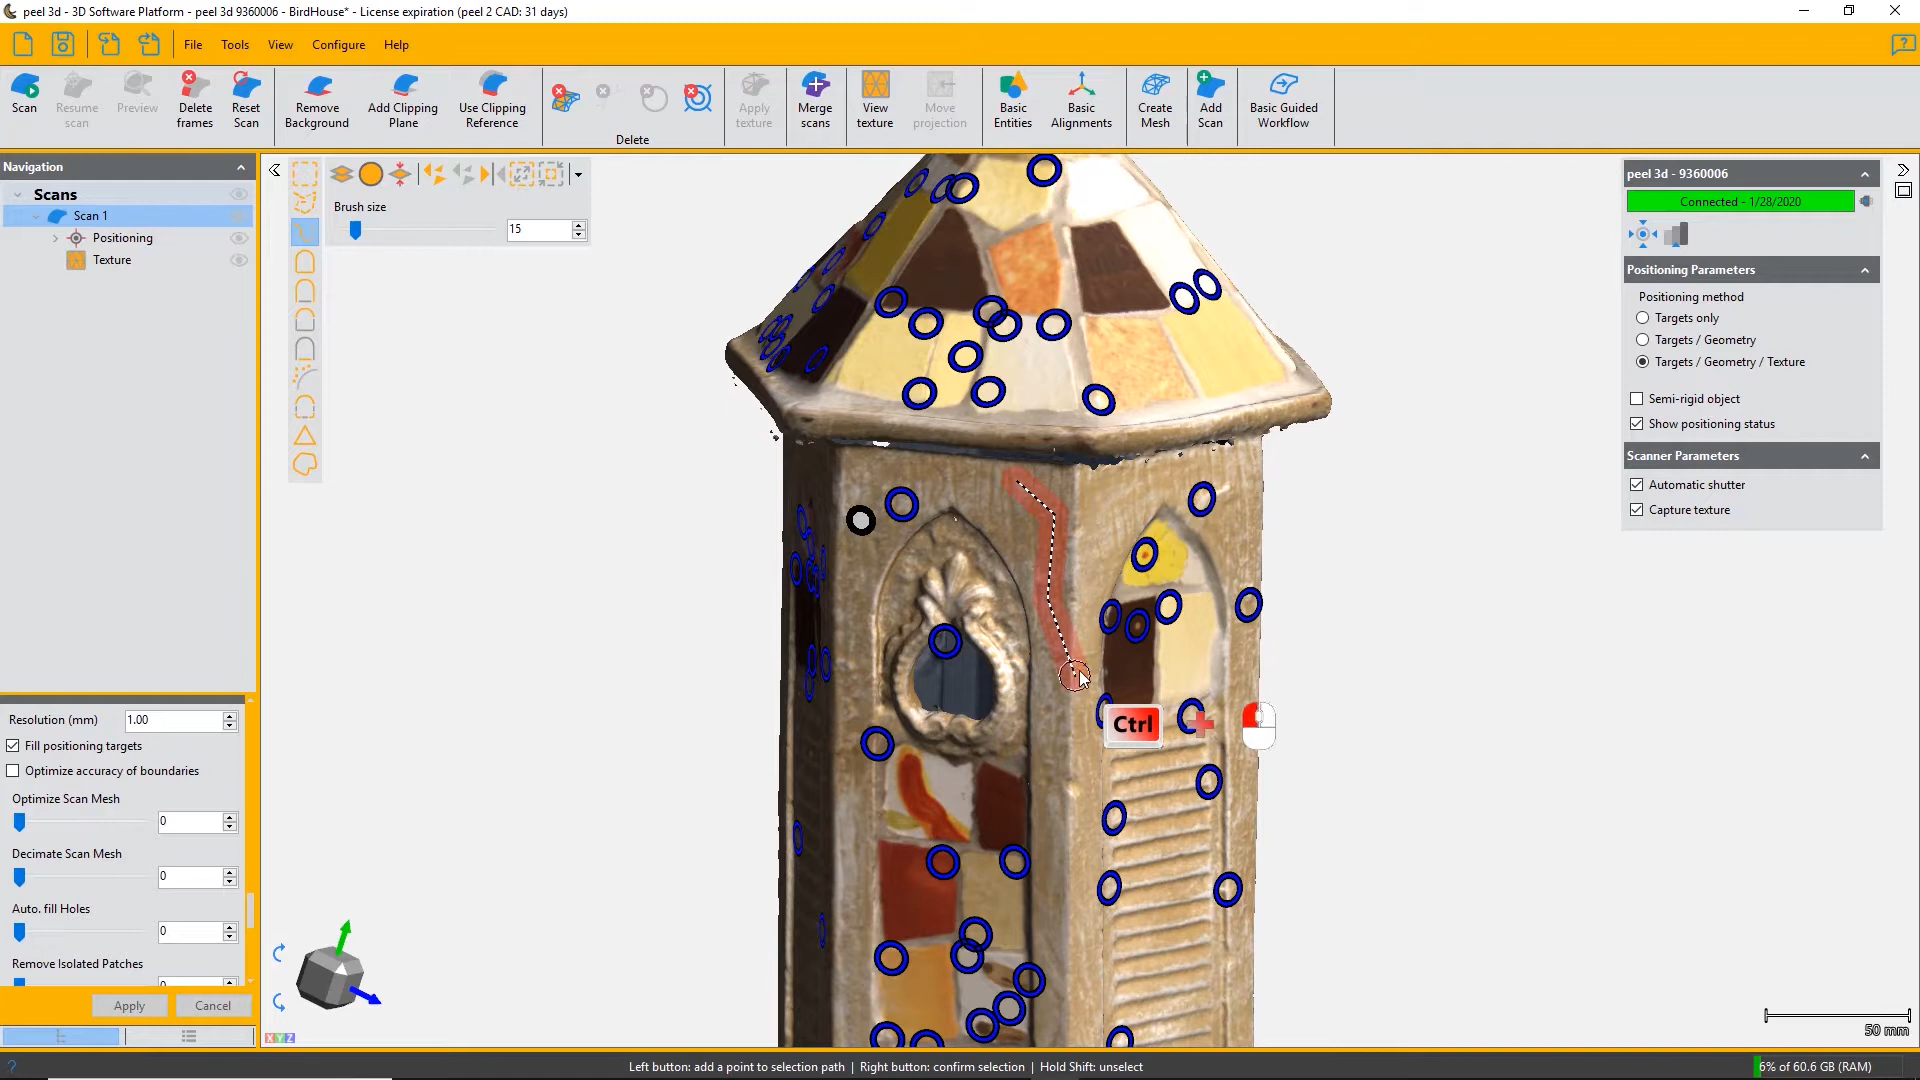 peel 3d - 3D Software Platform - peel 3d 9360006 - BirdHouse* - License expiration (peel 2 CAD: 31 days)
File Tools View Configure Help
Scan
Resume scan
Preview
Delete frames
Reset Scan
Remove Background
Add Clipping Plane
Use Clipping Reference
Delete
Apply texture
Merge scans
View texture
Move projection
Basic Entities
Basic Alignments
Create Mesh
Add Scan
Basic Guided Workflow
Navigation
Scans
Scan 1
Positioning
Texture
Brush size
15
peel 3d - 9360006
Connected - 1/28/2020
Positioning Parameters
Positioning method
Targets only
Targets / Geometry
Targets / Geometry / Texture
Semi-rigid object
Show positioning status
Scanner Parameters
Automatic shutter
Capture texture
Ctrl
Resolution (mm) 1.00
Fill positioning targets
Optimize accuracy of boundaries
Optimize Scan Mesh
0
Decimate Scan Mesh
0
Auto. fill Holes
0
Remove Isolated Patches
Apply Cancel
XYZ
50 mm
Left button: add a point to selection path | Right button: confirm selection | Hold Shift: unselect
6% of 60.6 GB (RAM)